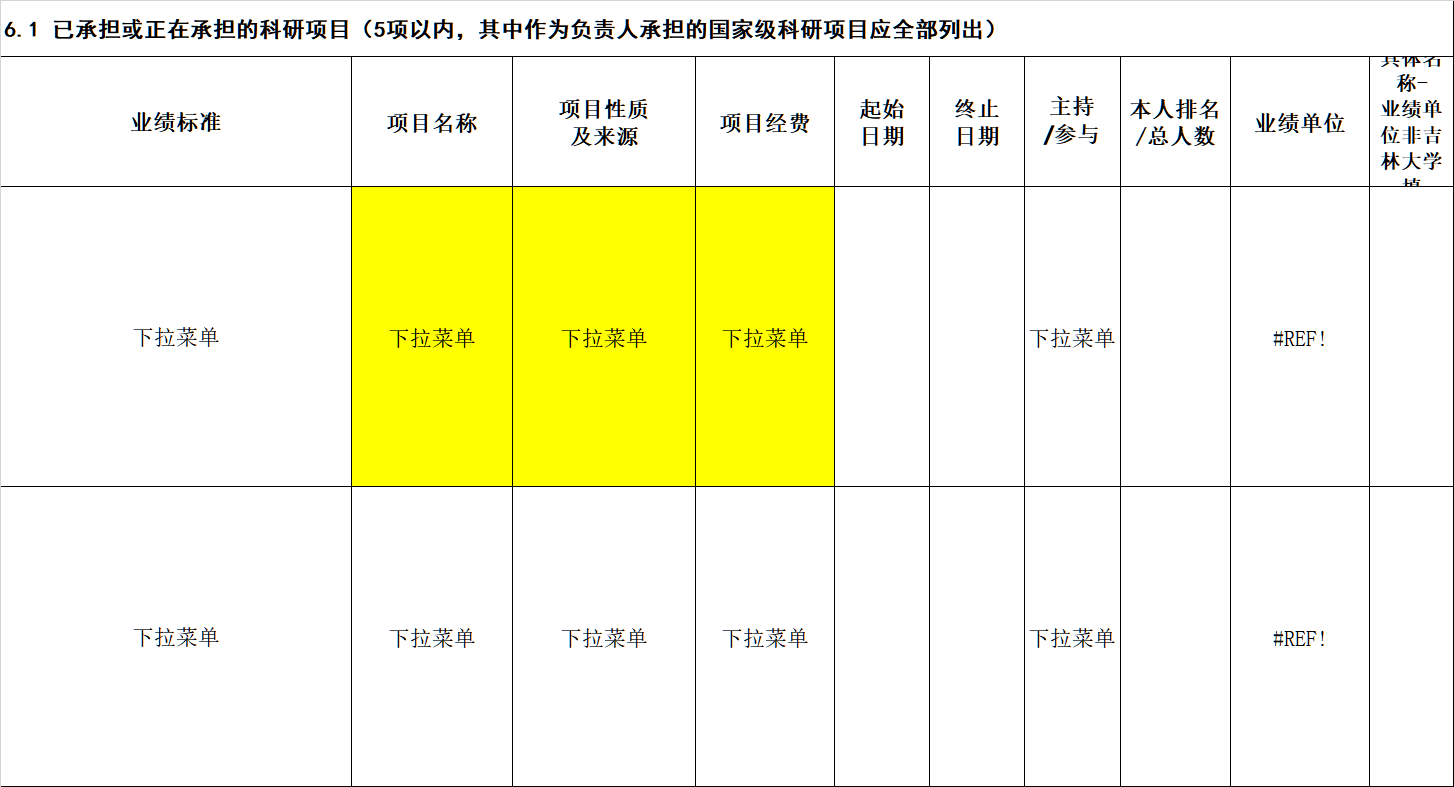 6.1 已承担或正在承担的科研项目（5项以内，其中作为负责人承担的国家级科研项目应全部列出）
业绩标准
项目名称
项目性质
及来源
项目经费
起始
日期
终止
日期
主持
/参与
本人排名
/总人数
业绩单位
具体名
称-
业绩单
位非吉
林大学
填
下拉菜单
下拉菜单
下拉菜单
下拉菜单
下拉菜单
#REF!
下拉菜单
下拉菜单
下拉菜单
下拉菜单
下拉菜单
#REF!